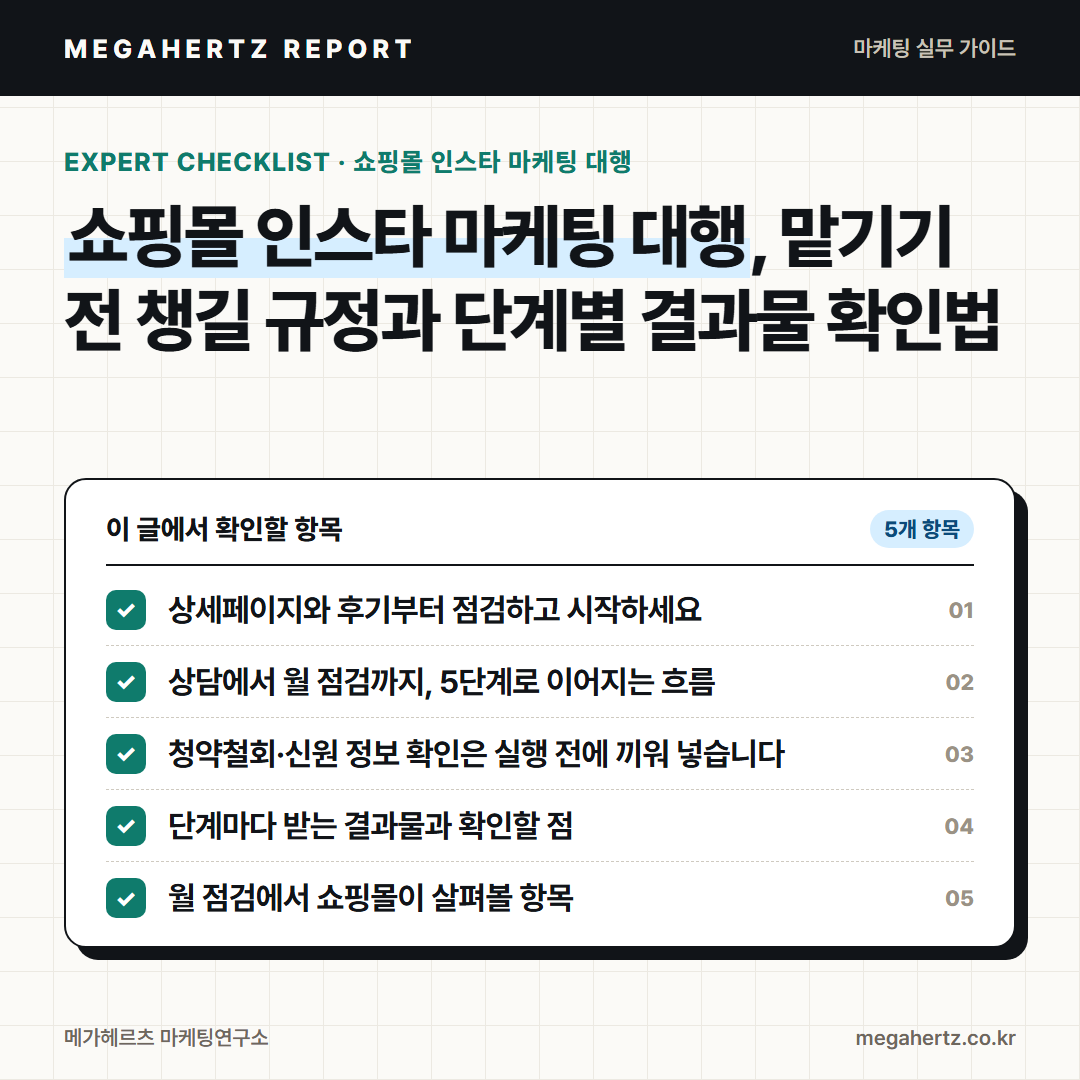 MEGAHERTZ REPORT
마케팅 실무 가이드
EXPERT CHECKLIST · 쇼핑몰 인스타 마케팅 대행
쇼핑몰 인스타 마케팅 대행, 맡기기
전 챙길 규정과 단계별 결과물 확인법
이 글에서 확인할 항목
5개 항목
상세페이지와 후기부터 점검하고 시작하세요
01
상담에서 월 점검까지, 5단계로 이어지는 흐름
02
청약철회·신원 정보 확인은 실행 전에 끼워 넣습니다
03
단계마다 받는 결과물과 확인할 점
04
월 점검에서 쇼핑몰이 살펴볼 항목
05
메가헤르츠 마케팅연구소
megahertz.co.kr